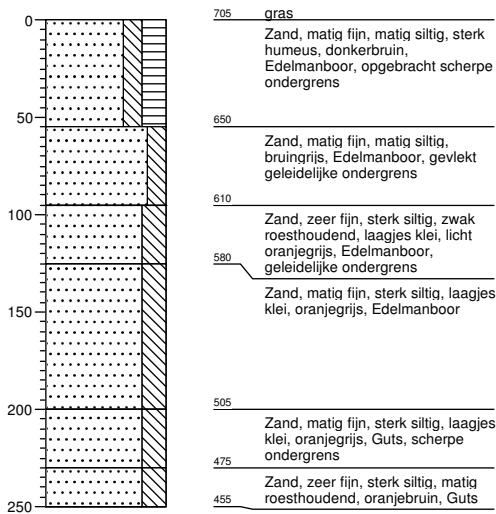 0
50
100
150
200
250
705
gras
Zand, matig fijn, matig siltig, sterk
humeus, donkerbruin,
Edelmanboor, opgebracht scherpe
ondergrens
650
Zand, matig fijn, matig siltig,
bruingrijs, Edelmanboor, gevlekt
geleidelijke ondergrens
610
Zand, zeer fijn, sterk siltig, zwak
roesthoudend, laagjes klei, licht
oranjegrijs, Edelmanboor,
geleidelijke ondergrens
580
Zand, matig fijn, sterk siltig, laagjes
klei, oranjegrijs, Edelmanboor
505
Zand, matig fijn, sterk siltig, laagjes
klei, oranjegrijs, Guts, scherpe
ondergrens
475
Zand, zeer fijn, sterk siltig, matig
roesthoudend, oranjebruin, Guts
455